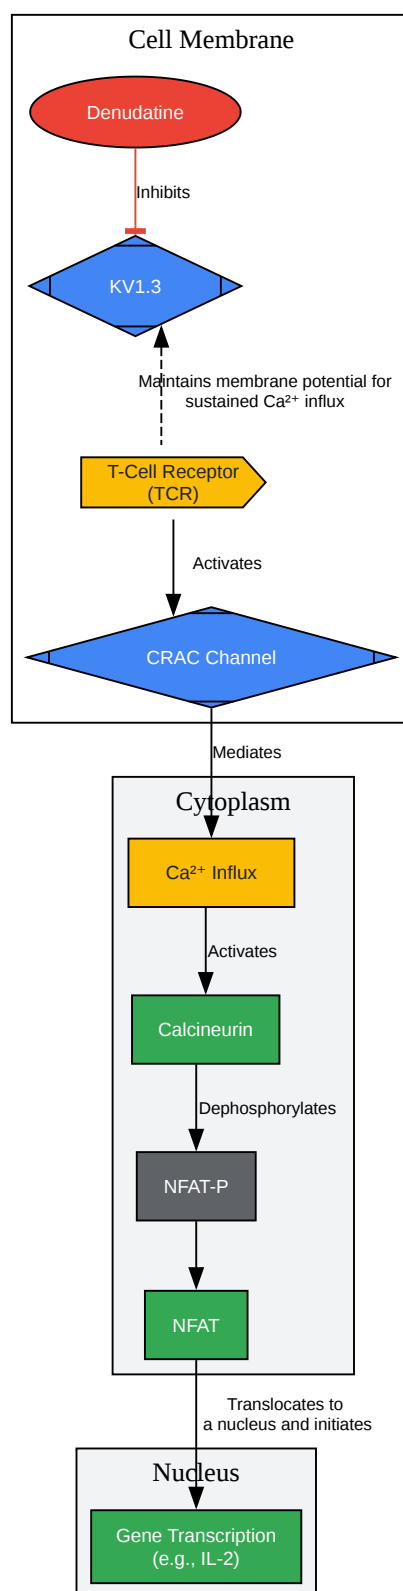 Cell Membrane
Denudatine
Inhibits
KV1.3
Maintains membrane potential for
sustained Ca²⁺ influx
T-Cell Receptor
(TCR)
Activates
CRAC Channel
Mediates
Cytoplasm
Ca²⁺ Influx
Activates
Calcineurin
Dephosphorylates
NFAT-P
NFAT
Translocates to
a nucleus and initiates
Nucleus
Gene Transcription
(e.g., IL-2)